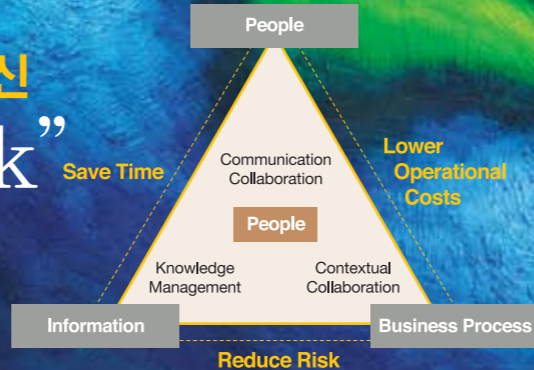 People
신
k”
Save Time
Lower
Operational
Costs
Communication
Collaboration
People
Knowledge
Management
Contextual
Collaboration
Information
Business Process
Reduce Risk